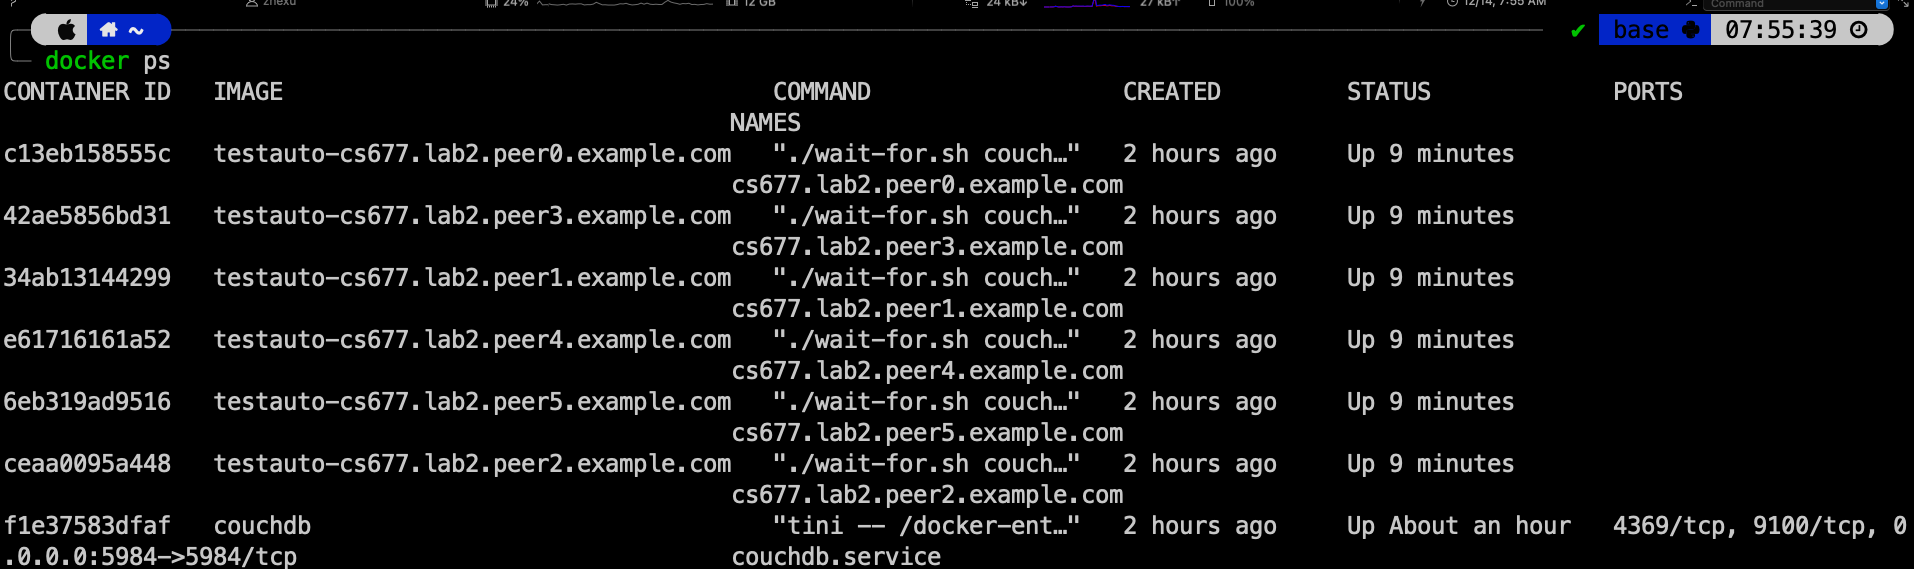 zhexu 24% 12 GB 24 kB↓ 27 kB↑ 100% 12/14, 7:55 AM Command
~ ✔ base 07:55:39
docker ps
CONTAINER ID IMAGE COMMAND CREATED STATUS PORTS
NAMES
c13eb158555c testauto-cs677.lab2.peer0.example.com "./wait-for.sh couch…" 2 hours ago Up 9 minutes
cs677.lab2.peer0.example.com
42ae5856bd31 testauto-cs677.lab2.peer3.example.com "./wait-for.sh couch…" 2 hours ago Up 9 minutes
cs677.lab2.peer3.example.com
34ab13144299 testauto-cs677.lab2.peer1.example.com "./wait-for.sh couch…" 2 hours ago Up 9 minutes
cs677.lab2.peer1.example.com
e61716161a52 testauto-cs677.lab2.peer4.example.com "./wait-for.sh couch…" 2 hours ago Up 9 minutes
cs677.lab2.peer4.example.com
6eb319ad9516 testauto-cs677.lab2.peer5.example.com "./wait-for.sh couch…" 2 hours ago Up 9 minutes
cs677.lab2.peer5.example.com
ceaa0095a448 testauto-cs677.lab2.peer2.example.com "./wait-for.sh couch…" 2 hours ago Up 9 minutes
cs677.lab2.peer2.example.com
f1e37583dfaf couchdb "tini -- /docker-ent…" 2 hours ago Up About an hour 4369/tcp, 9100/tcp, 0
.0.0.0:5984->5984/tcp couchdb.service